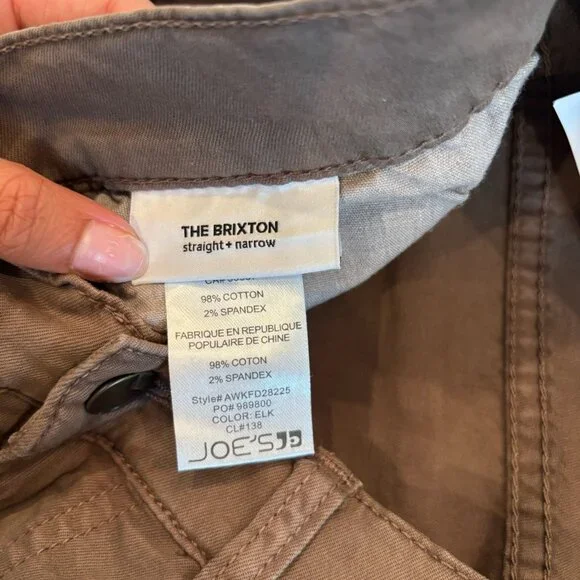 THE BRIXTON
straight + narrow
98% COTTON
2% SPANDEX
FABRIQUE EN REPUBLIQUE
POPULAIRE DE CHINE
98% COTON
2% SPANDEX
Style# AWKFD28225
PO# 989800
COLOR: ELK
CL#138
JOE'S